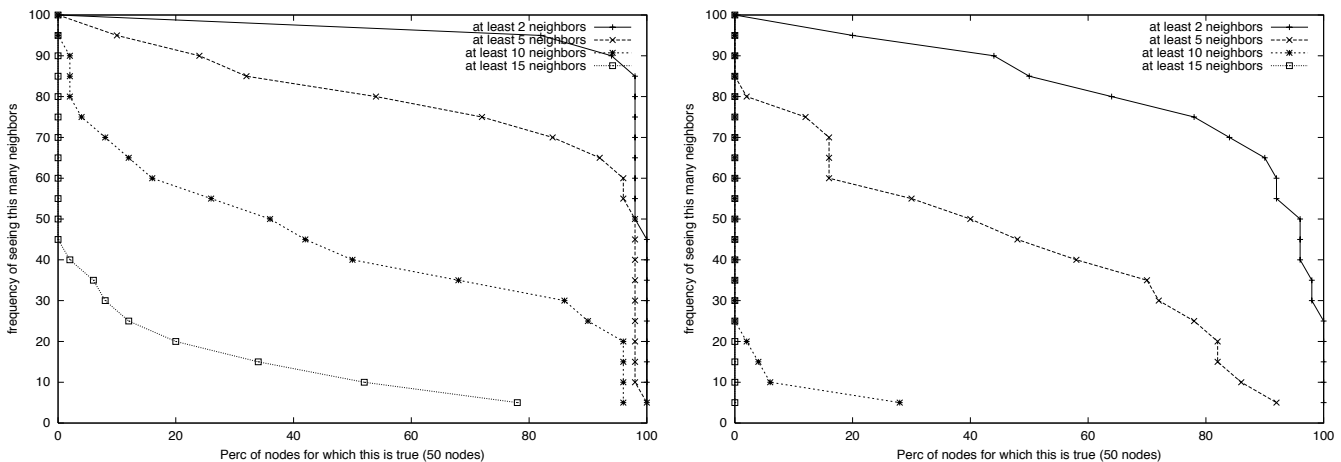 frequency of seeing this many neighbors
100
90
80
70
60
50
40
30
20
10
0
at least 2 neighbors
at least 5 neighbors
at least 10 neighbors
at least 15 neighbors
0
20
40
60
80
100
Perc of nodes for which this is true (50 nodes)
frequency of seeing this many neighbors
100
90
80
70
60
50
40
30
20
10
0
at least 2 neighbors
at least 5 neighbors
at least 10 neighbors
at least 15 neighbors
0
20
40
60
80
100
Perc of nodes for which this is true (50 nodes)